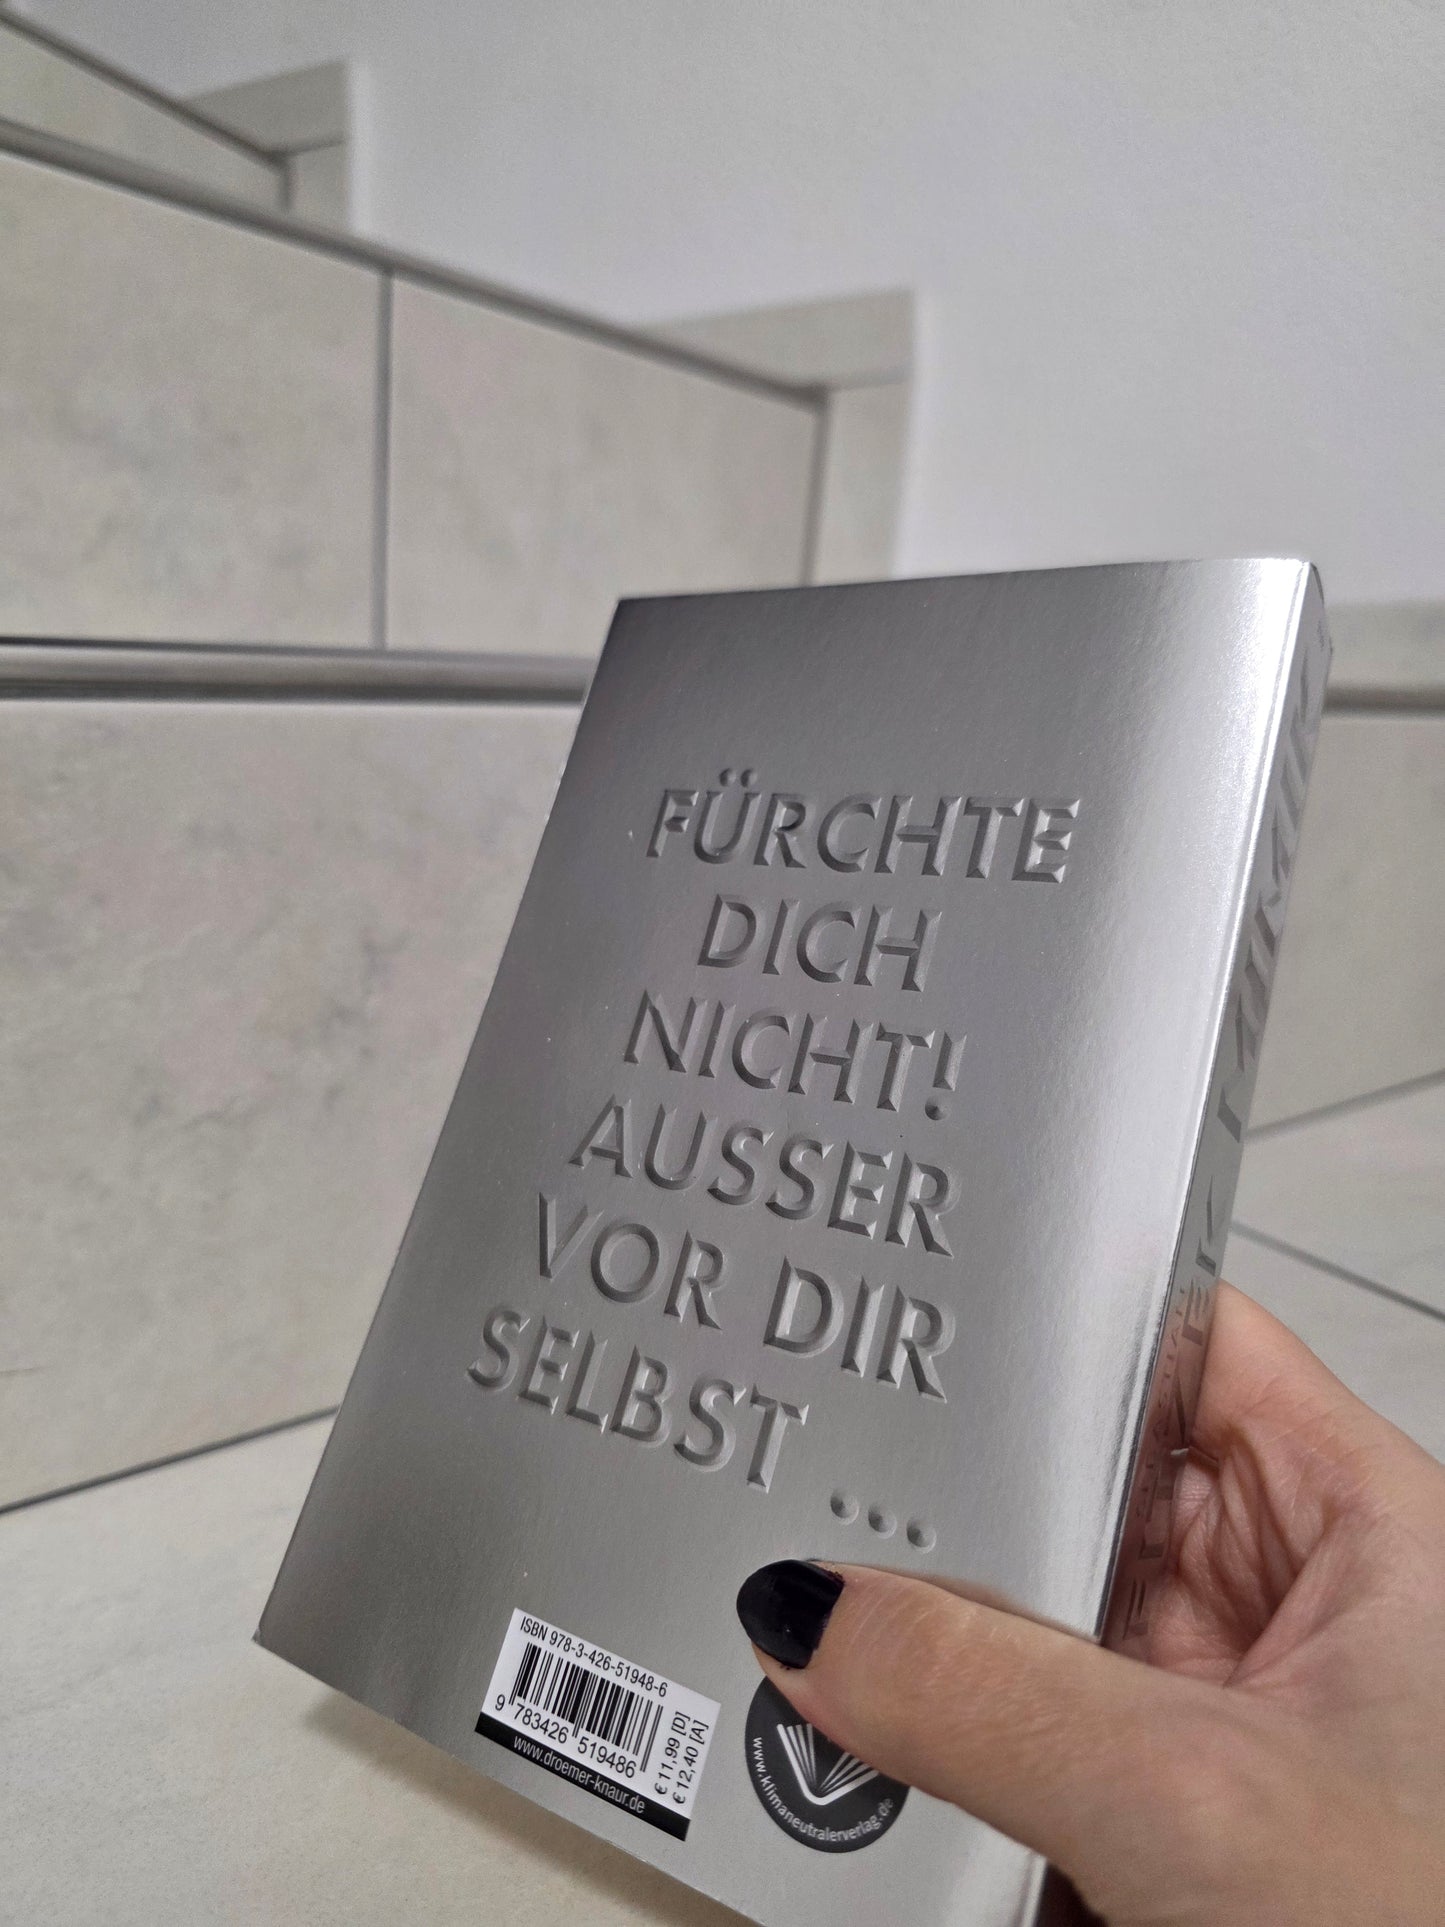 FÜRCHTE
DICH
NICHT!
AUSSER
VOR DIR
SELBST ...
ISBN 978-3-426-51948-6
9 783426 519486
€ 11,99 [D]
€ 12,40 [A]
www.droemer-knaur.de
www.klimaneutralerverlag.de
MIMIK